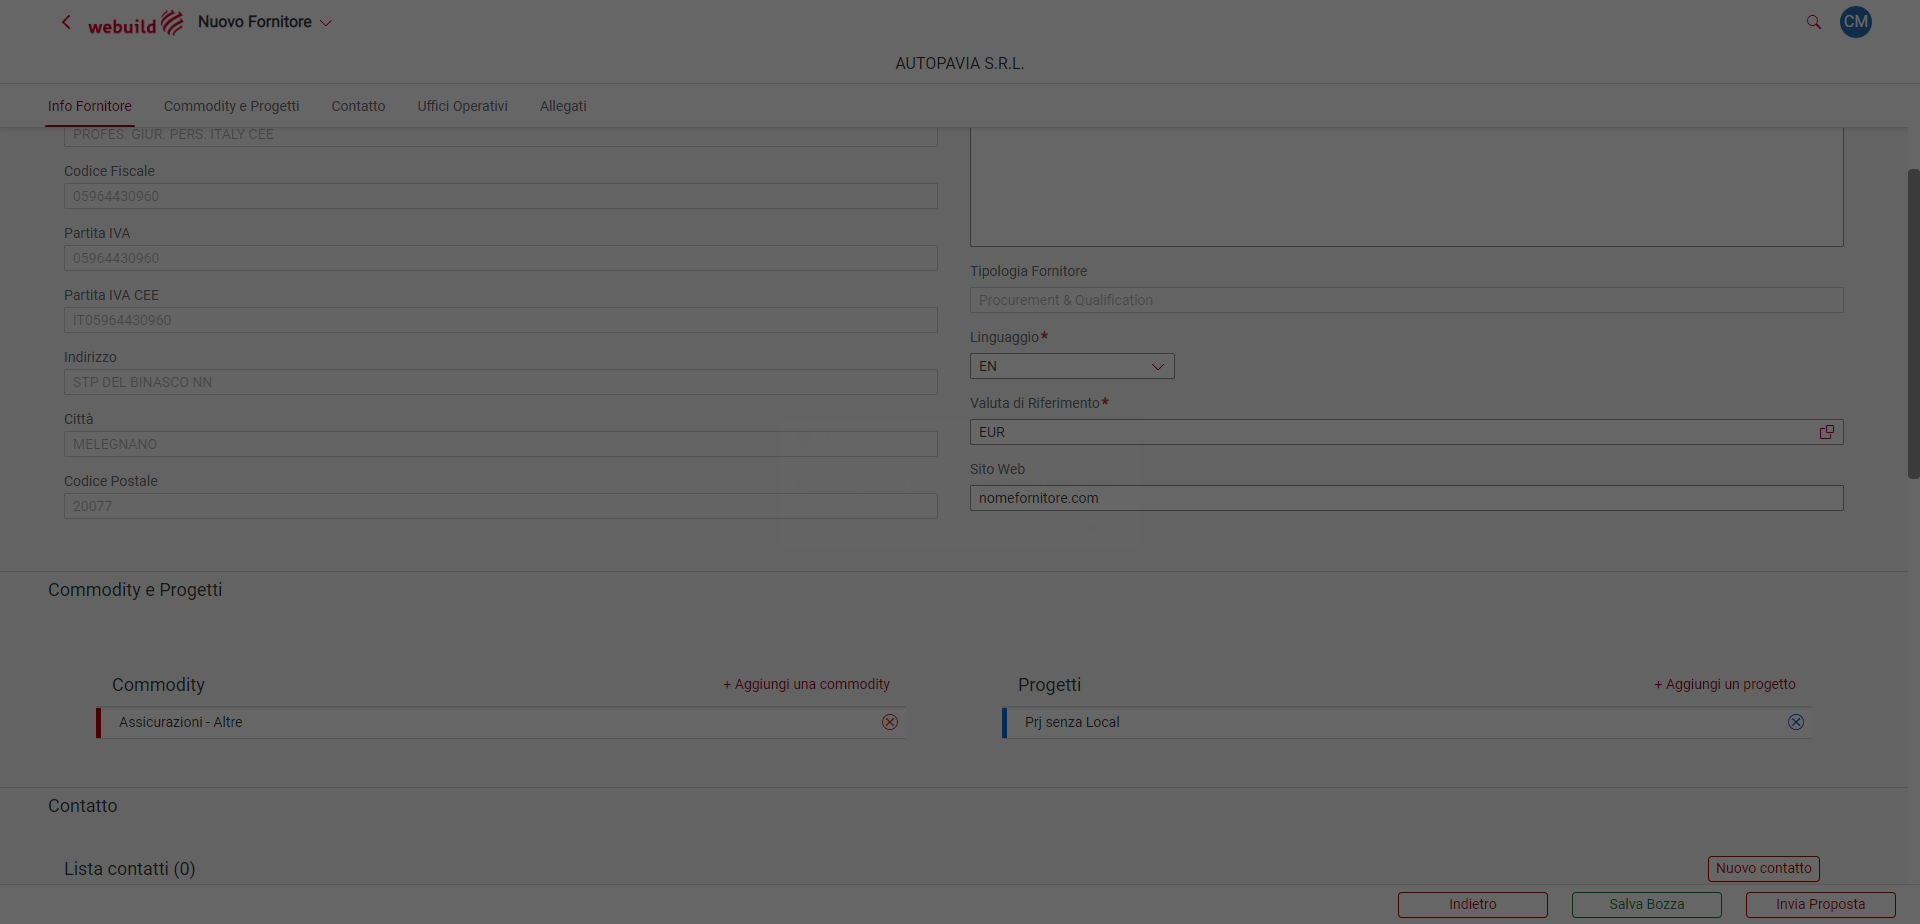 webuild
Nuovo Fornitore
CM
AUTOPAVIA S.R.L.
Info Fornitore
Commodity e Progetti
Contatto
Uffici Operativi
Allegati
PROFES. GIUR. PERS. ITALY CEE
Codice Fiscale
05964430960
Partita IVA
05964430960
Partita IVA CEE
IT05964430960
Indirizzo
STP DEL BINASCO NN
Città
MELEGNANO
Codice Postale
20077
Tipologia Fornitore
Procurement & Qualification
Linguaggio*
EN
Valuta di Riferimento*
EUR
Sito Web
nomefornitore.com
Commodity e Progetti
Commodity
+ Aggiungi una commodity
Assicurazioni - Altre
Progetti
+ Aggiungi un progetto
Prj senza Local
Contatto
Lista contatti (0)
Nuovo contatto
Indietro
Salva Bozza
Invia Proposta